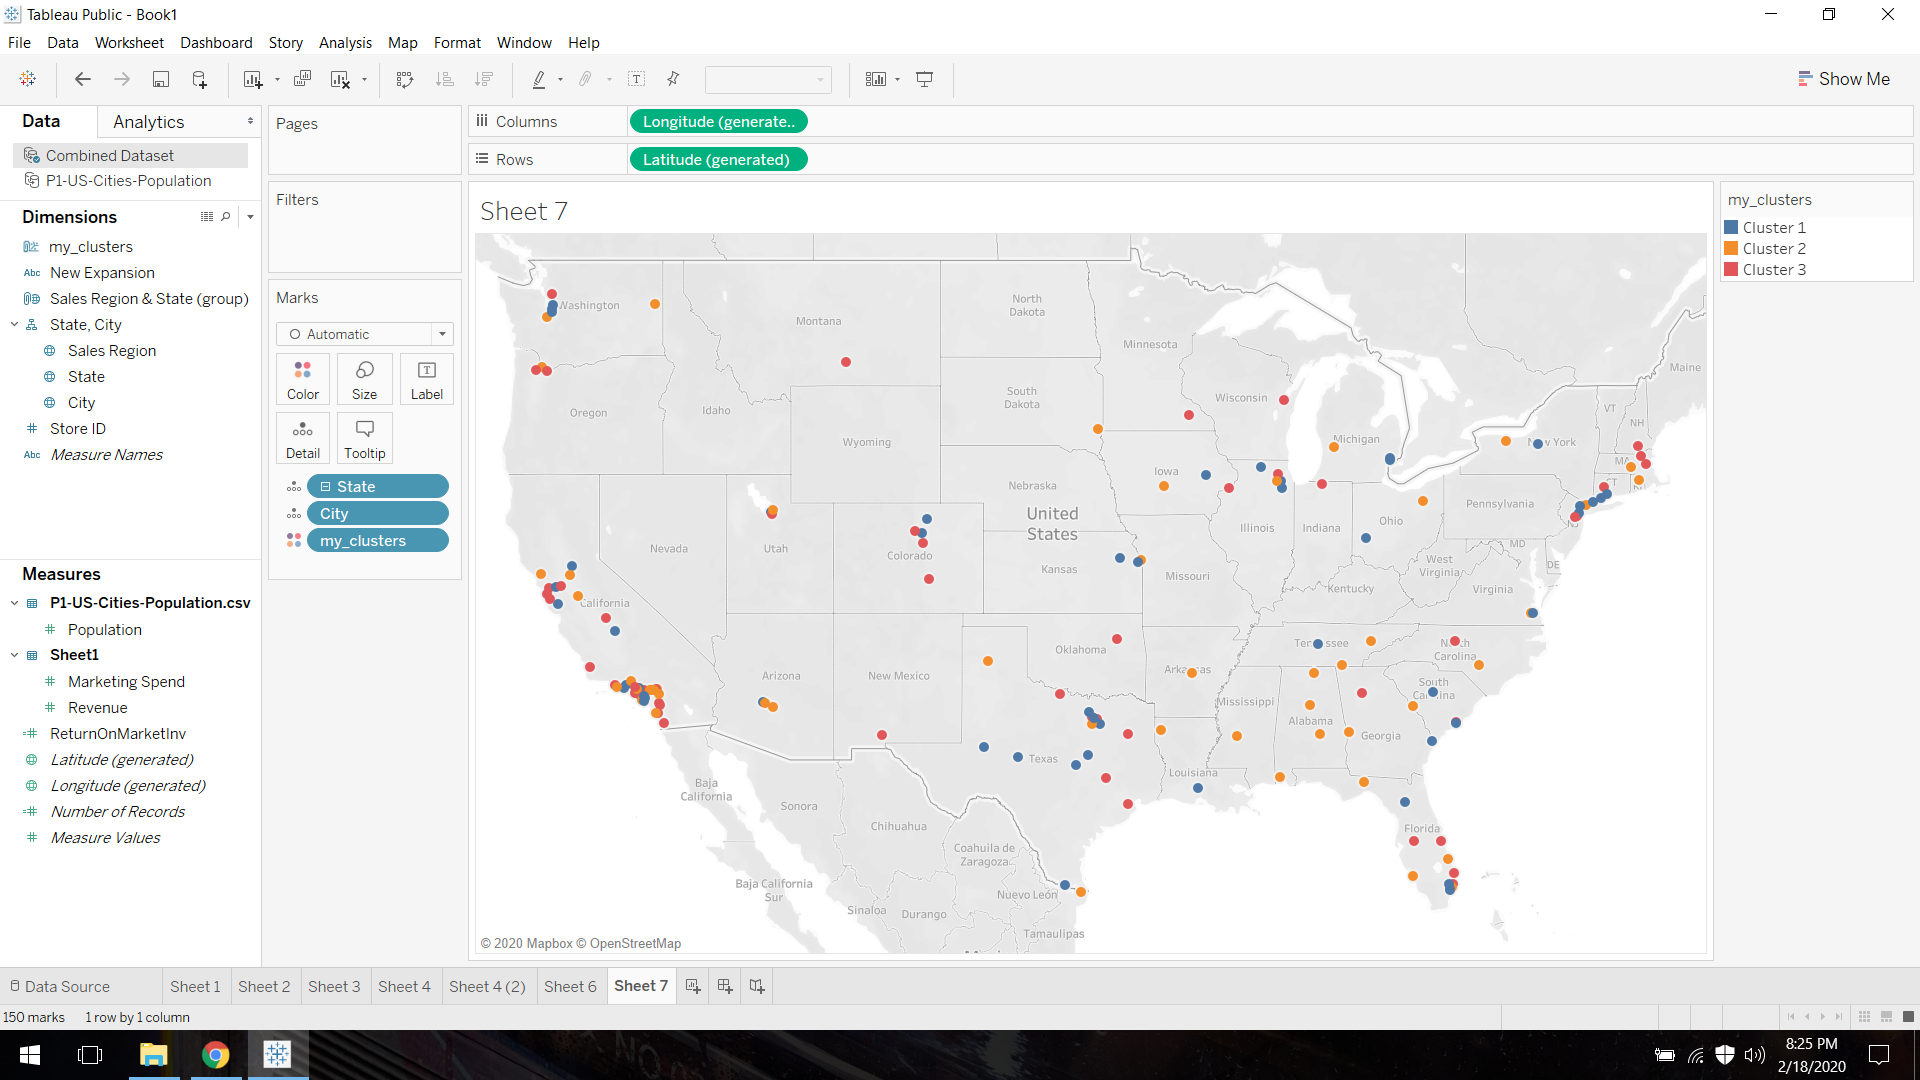 Tableau Public - Book1
File Data Worksheet Dashboard Story Analysis Map Format Window Help
Show Me
Data
Analytics
Combined Dataset
P1-US-Cities-Population
Dimensions
my_clusters
Abc New Expansion
Sales Region & State (group)
State, City
Sales Region
State
City
Store ID
Abc Measure Names
Measures
P1-US-Cities-Population.csv
Population
Sheet1
Marketing Spend
Revenue
ReturnOnMarketInv
Latitude (generated)
Longitude (generated)
Number of Records
Measure Values
Pages
Filters
Marks
Automatic
Color
Size
Label
Detail
Tooltip
State
City
my_clusters
Columns
Longitude (generate..
Rows
Latitude (generated)
Sheet 7
Washington
Montana
North
Dakota
Minnesota
Maine
Oregon
Idaho
South
Dakota
Wisconsin
VT
NH
Wyoming
Michigan
New York
Iowa
MA
CT
Nebraska
Pennsylvania
United
States
Nevada
Utah
Colorado
Illinois
Indiana
Ohio
NJ
MD
Kansas
Missouri
West
Virginia
DE
Kentucky
Virginia
California
Oklahoma
Tennessee
North
Carolina
Arizona
New Mexico
Arkansas
South
Carolina
Mississippi
Alabama
Georgia
Texas
Louisiana
Baja
California
Sonora
Chihuahua
Florida
Coahuila de
Zaragoza
Baja California
Sur
Nuevo León
Sinaloa
Durango
Tamaulipas
© 2020 Mapbox © OpenStreetMap
my_clusters
Cluster 1
Cluster 2
Cluster 3
Data Source
Sheet 1
Sheet 2
Sheet 3
Sheet 4
Sheet 4 (2)
Sheet 6
Sheet 7
150 marks
1 row by 1 column
8:25 PM
2/18/2020